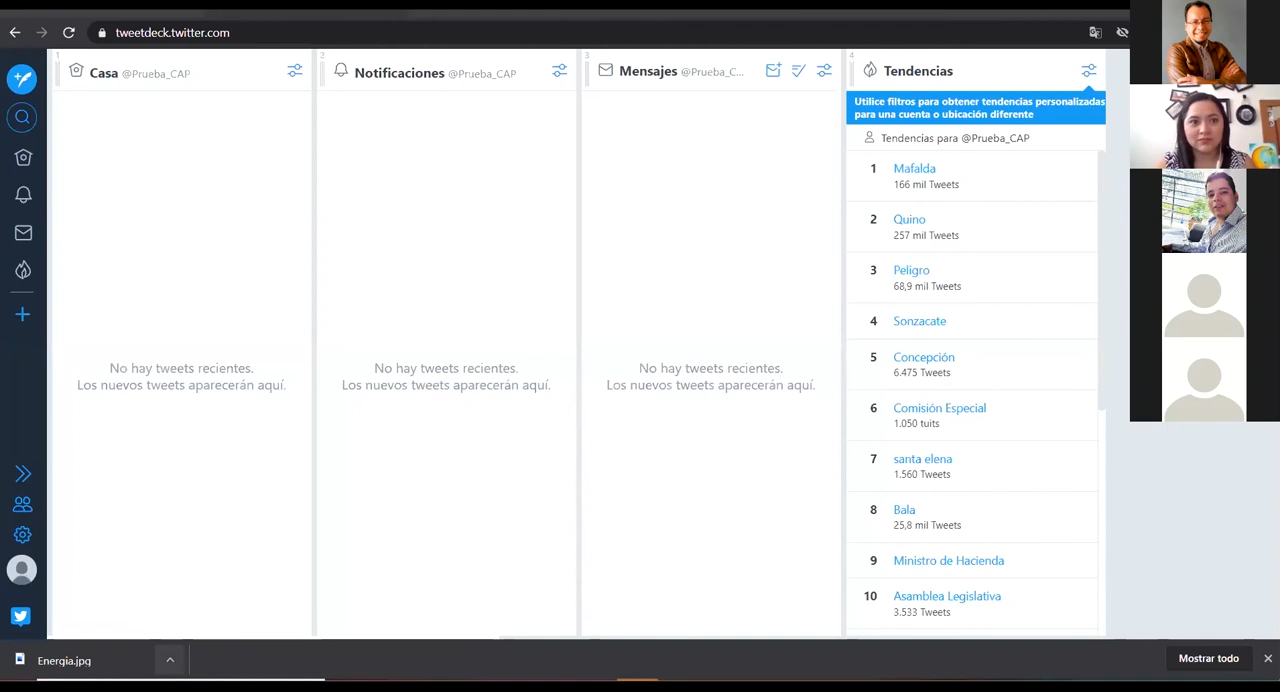 tweetdeck.twitter.com
1
Casa @Prueba_CAP
No hay tweets recientes.
Los nuevos tweets aparecerán aquí.
2
Notificaciones @Prueba_CAP
No hay tweets recientes.
Los nuevos tweets aparecerán aquí.
3
Mensajes @Prueba_C...
No hay tweets recientes.
Los nuevos tweets aparecerán aquí.
4
Tendencias
Utilice filtros para obtener tendencias personalizadas
para una cuenta o ubicación diferente
Tendencias para @Prueba_CAP
1 Mafalda
166 mil Tweets
2 Quino
257 mil Tweets
3 Peligro
68,9 mil Tweets
4 Sonzacate
5 Concepción
6.475 Tweets
6 Comisión Especial
1.050 tuits
7 santa elena
1.560 Tweets
8 Bala
25,8 mil Tweets
9 Ministro de Hacienda
10 Asamblea Legislativa
3.533 Tweets
Energia.jpg
Mostrar todo